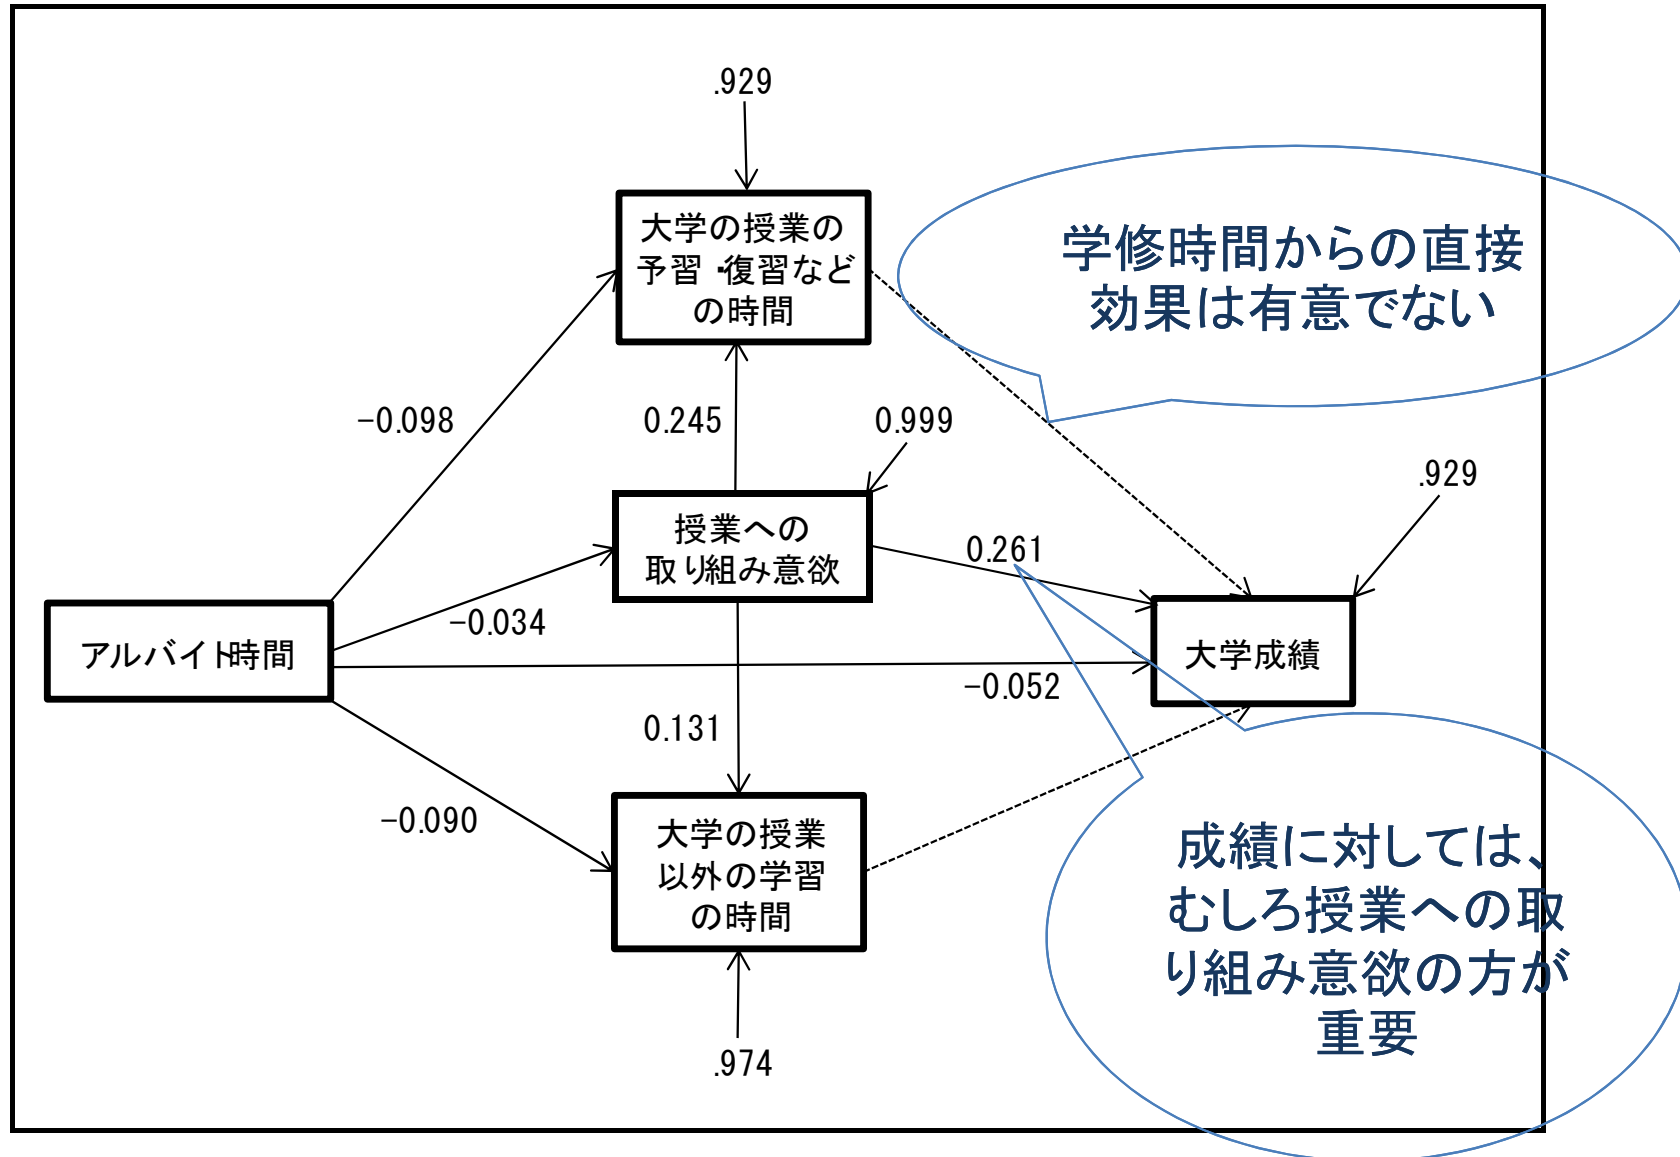 .929
大学の授業の
予習・復習など
の時間
学修時間からの直接
効果は有意でない
-0.098
0.245
0.999
.929
授業への
取り組み意欲
0.261
-0.034
アルバイト時間
大学成績
-0.052
0.131
-0.090
大学の授業
以外の学習
の時間
成績に対しては、
むしろ授業への取
り組み意欲の方が
重要
.974